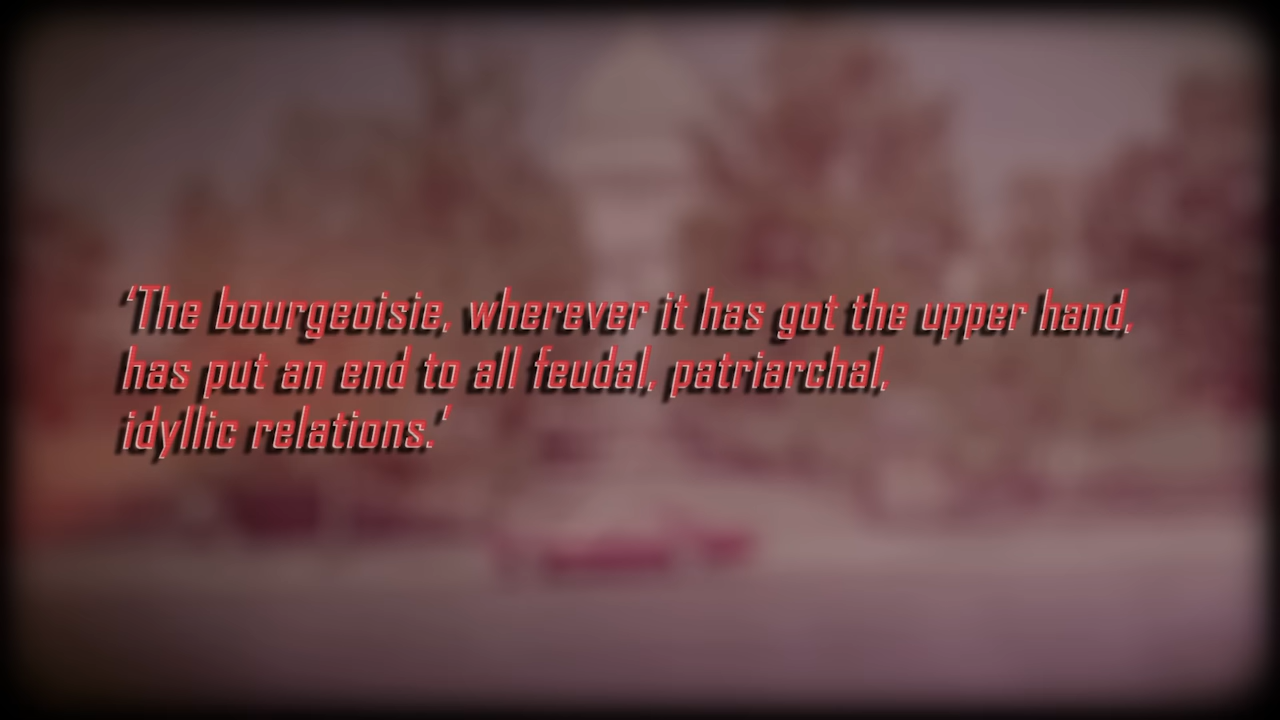 ‘The bourgeoisie, wherever it has got the upper hand,
has put an end to all feudal, patriarchal,
idyllic relations.’